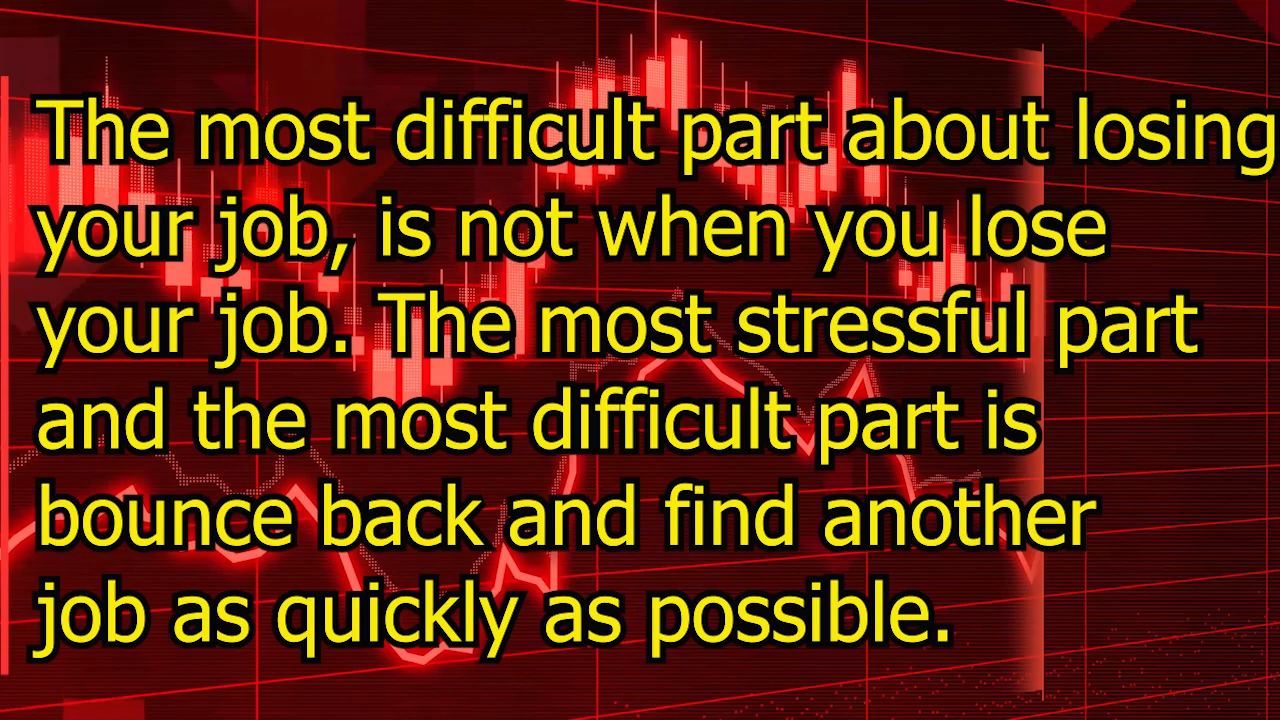 The most difficult part about losing
your job, is not when you lose
your job. The most stressful part
and the most difficult part is
bounce back and find another
job as quickly as possible.